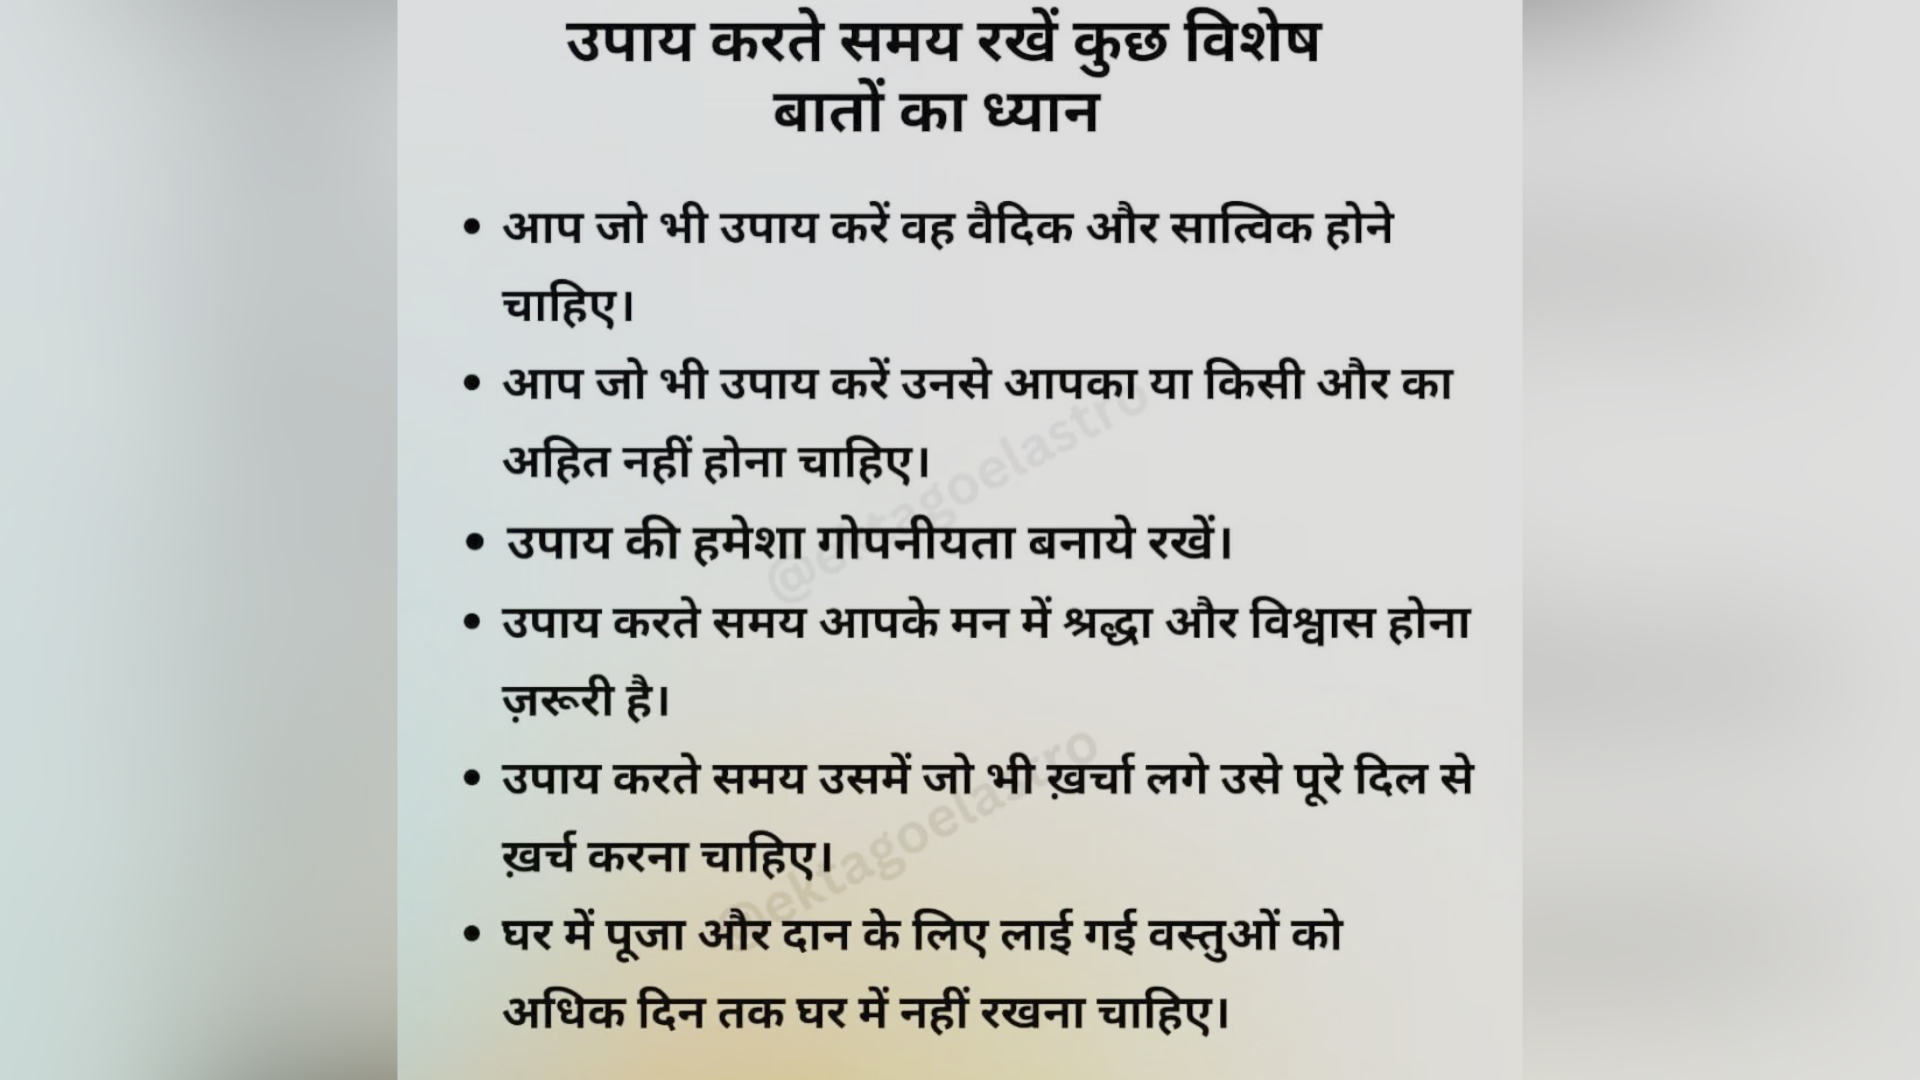 उपाय करते समय रखें कुछ विशेष
बातों का ध्यान
• आप जो भी उपाय करें वह वैदिक और सात्विक होने
चाहिए।
• आप जो भी उपाय करें उनसे आपका या किसी और का
अहित नहीं होना चाहिए।
• उपाय की हमेशा गोपनीयता बनाये रखें।
• उपाय करते समय आपके मन में श्रद्धा और विश्वास होना
ज़रूरी है।
• उपाय करते समय उसमें जो भी ख़र्चा लगे उसे पूरे दिल से
ख़र्च करना चाहिए।
• घर में पूजा और दान के लिए लाई गई वस्तुओं को
अधिक दिन तक घर में नहीं रखना चाहिए।
@ektagoelastro
@ektagoelastro